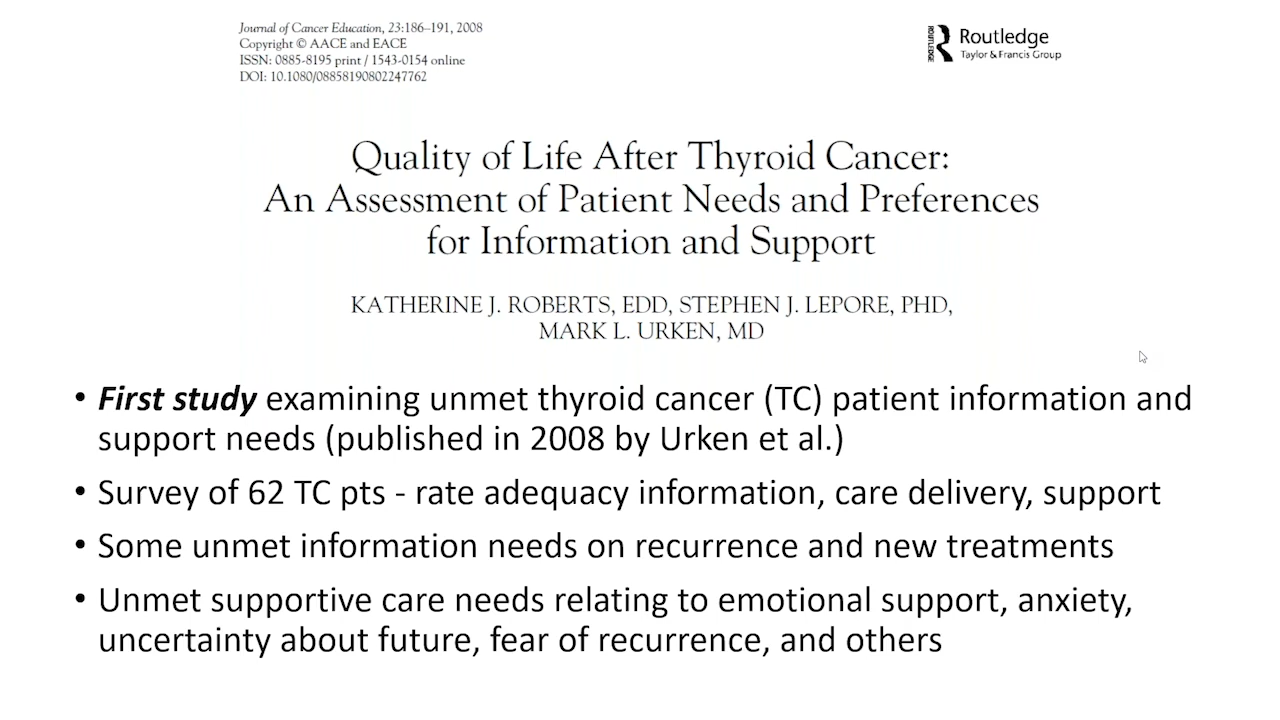 Journal of Cancer Education, 23:186–191, 2008
Copyright © AACE and EACE
ISSN: 0885-8195 print / 1543-0154 online
DOI: 10.1080/08858190802247762
ROUTLEDGE
Routledge
Taylor & Francis Group
Quality of Life After Thyroid Cancer:
An Assessment of Patient Needs and Preferences
for Information and Support
KATHERINE J. ROBERTS, EDD, STEPHEN J. LEPORE, PHD,
MARK L. URKEN, MD
• First study examining unmet thyroid cancer (TC) patient information and
support needs (published in 2008 by Urken et al.)
• Survey of 62 TC pts - rate adequacy information, care delivery, support
• Some unmet information needs on recurrence and new treatments
• Unmet supportive care needs relating to emotional support, anxiety,
uncertainty about future, fear of recurrence, and others